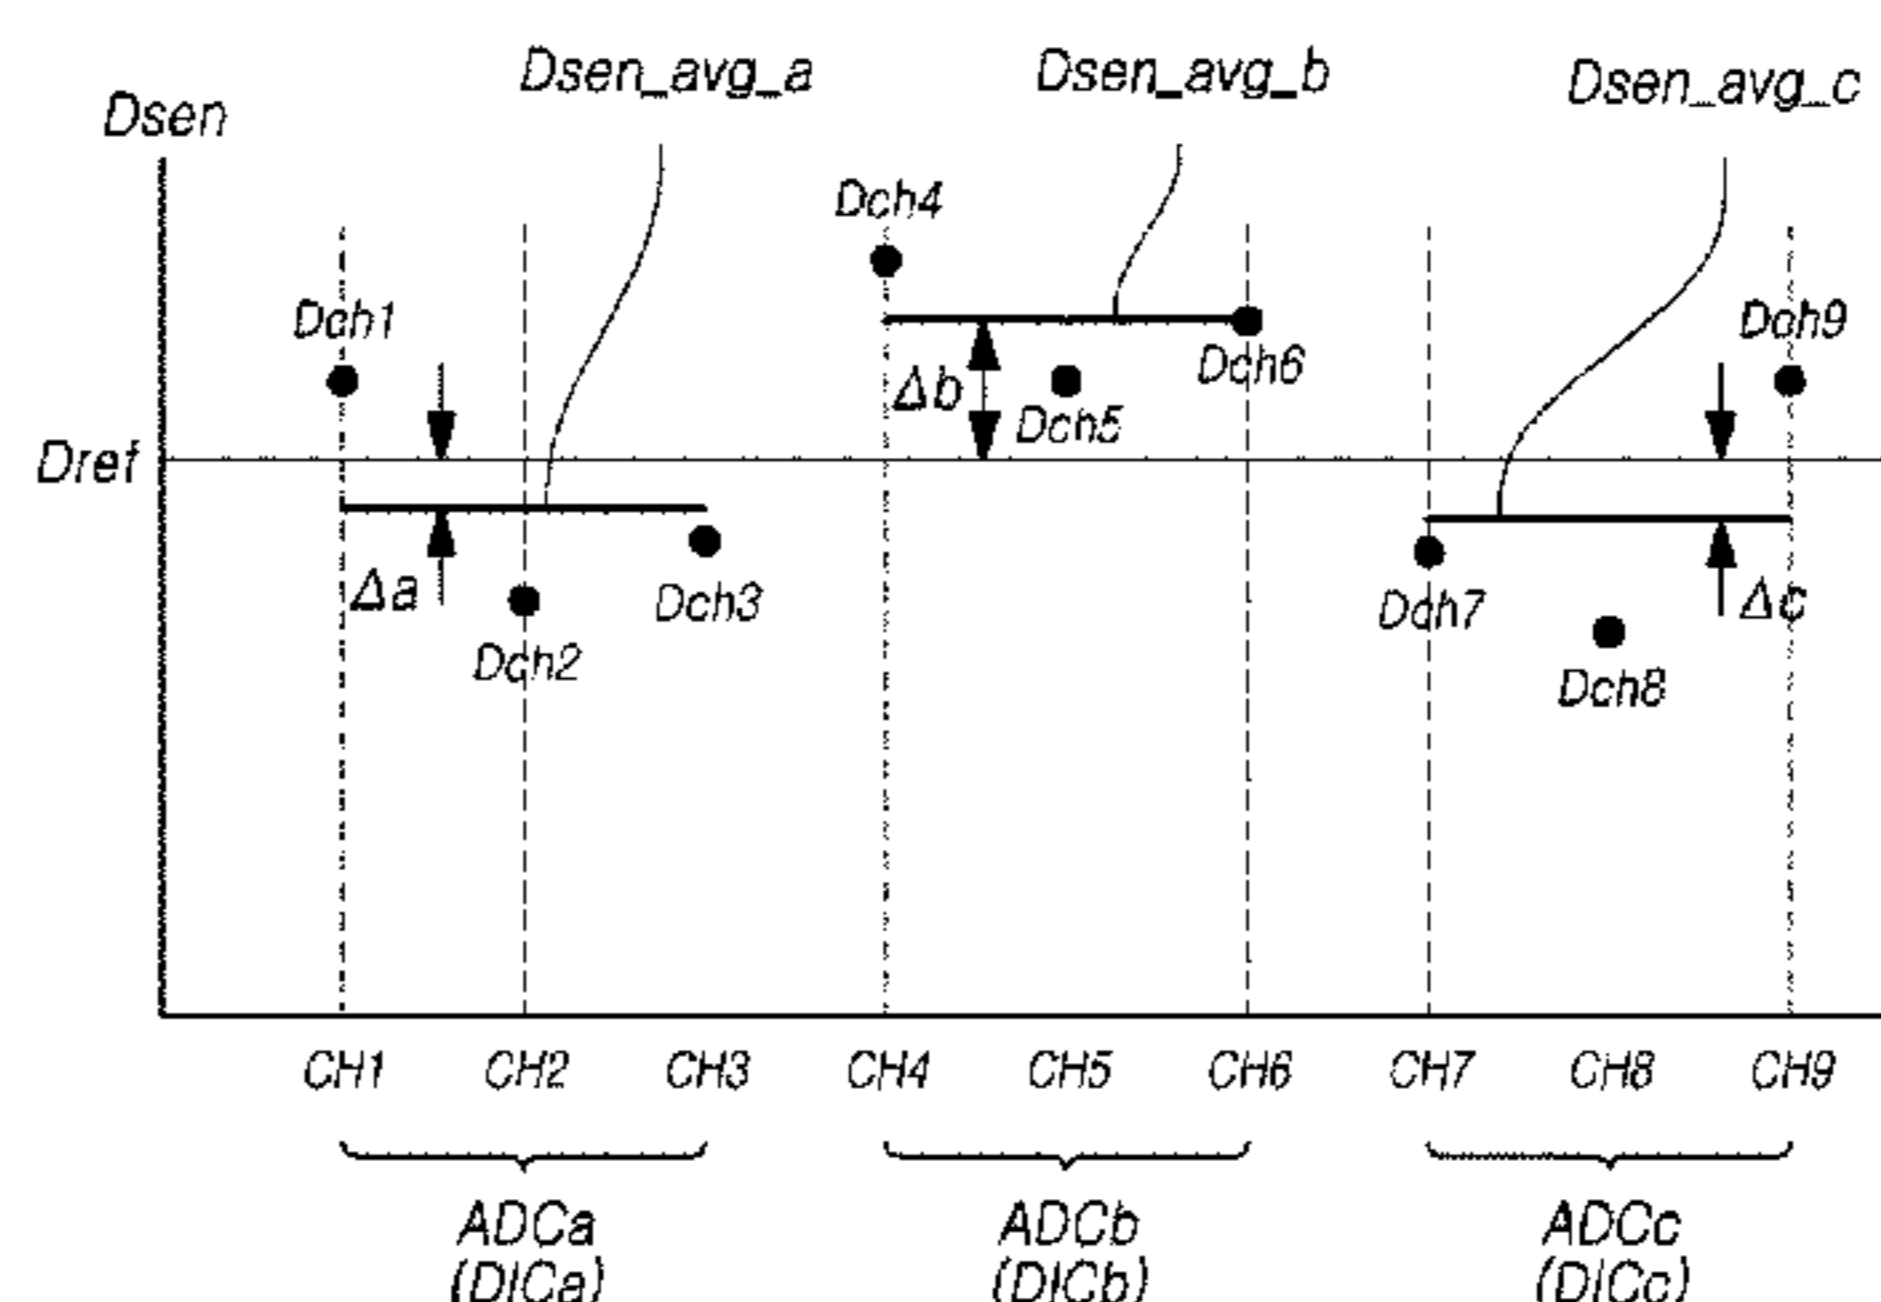 Dsen_avg_a
Dsen_avg_b
Dsen_avg_c
Dsen
Dch4
Dch1
Dch9
Δb
Dch6
Dch5
Dref
Δa
Dch3
Dch7
Δc
Dch2
Dch8
CH1 CH2 CH3 CH4 CH5 CH6 CH7 CH8 CH9
ADCa ADCb ADCc
(DICa) (DICb) (DICc)